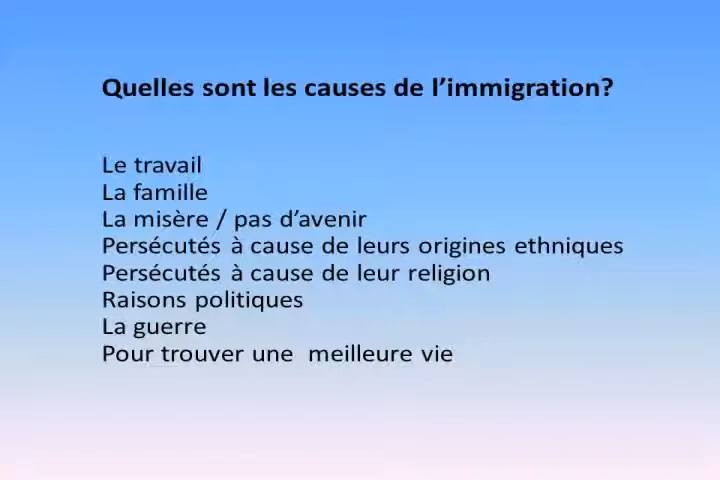 Quelles sont les causes de l’immigration?
Le travail
La famille
La misère / pas d’avenir
Persécutés à cause de leurs origines ethniques
Persécutés à cause de leur religion
Raisons politiques
La guerre
Pour trouver une  meilleure vie